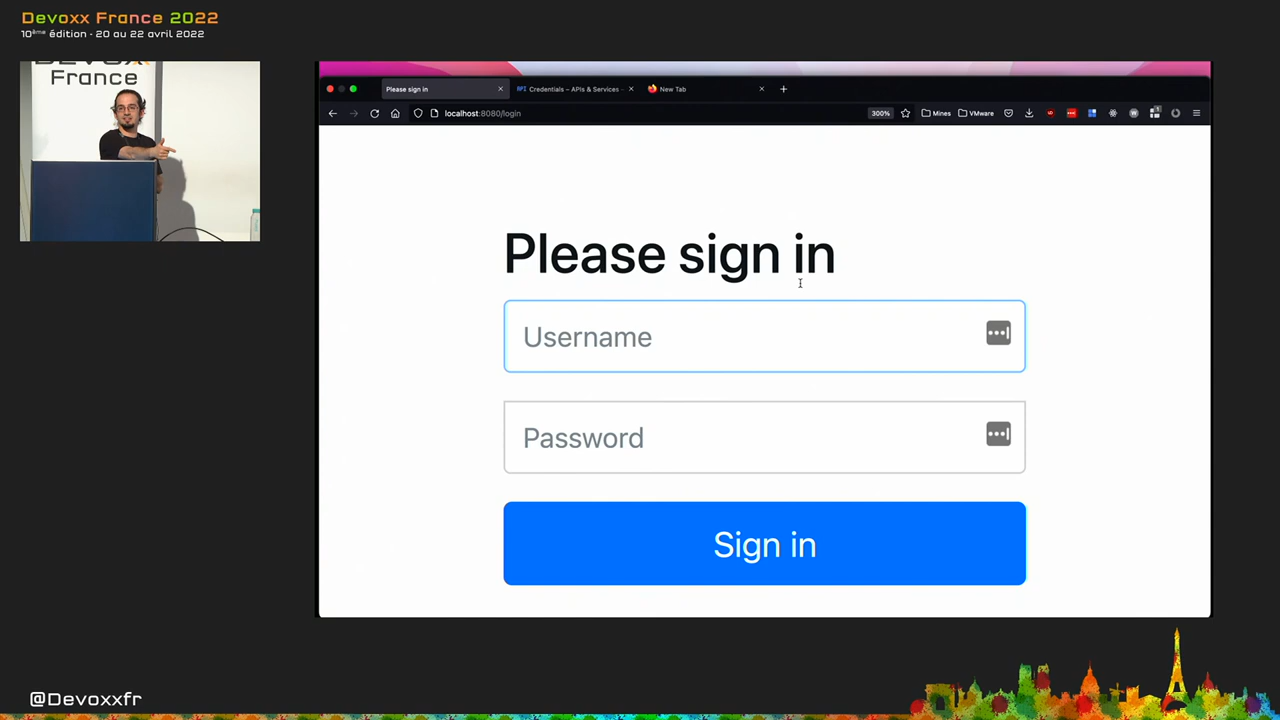 Devoxx France 2022
10ème édition - 20 au 22 avril 2022
DEVOXX
France
Please sign in
Credentials – APIs & Services –
New Tab
localhost:8080/login
300%
Mines
VMware
Please sign in
Username
Password
Sign in
@Devoxxfr